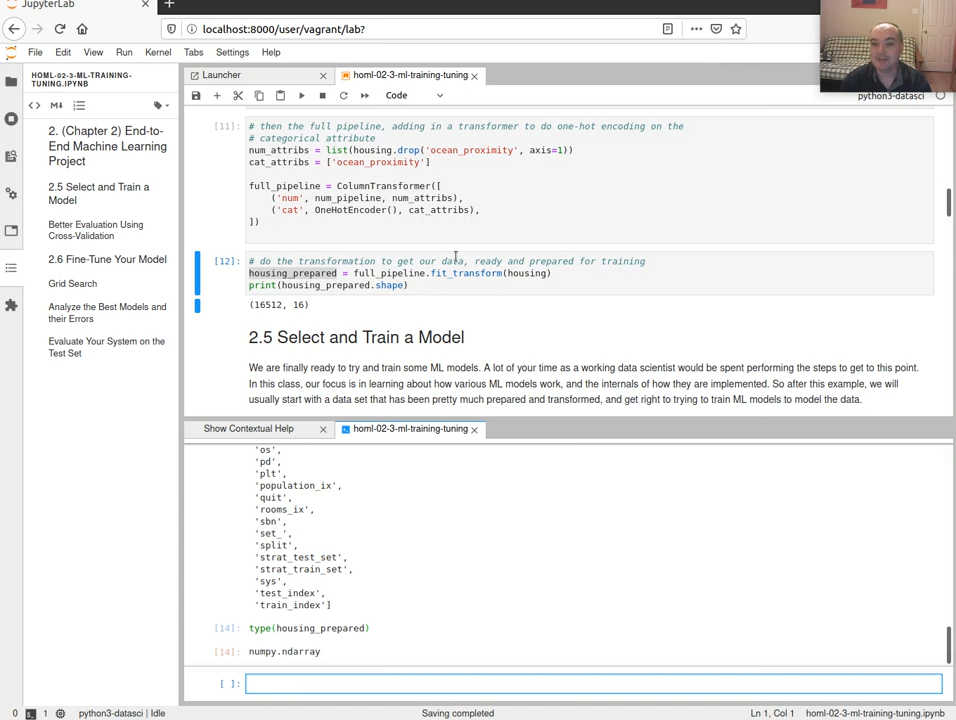 JupyterLab
localhost:8000/user/vagrant/lab?
File Edit View Run Kernel Tabs Settings Help
HOML-02-3-ML-TRAINING-
TUNING.IPYNB
2. (Chapter 2) End-to-
End Machine Learning
Project
2.5 Select and Train a
Model
Better Evaluation Using
Cross-Validation
2.6 Fine-Tune Your Model
Grid Search
Analyze the Best Models and
their Errors
Evaluate Your System on the
Test Set
Launcher
homl-02-3-ml-training-tuning
Code
python3-datasci
[11]: # then the full pipeline, adding in a transformer to do one-hot encoding on the
# categorical attribute
num_attribs = list(housing.drop('ocean_proximity', axis=1))
cat_attribs = ['ocean_proximity']
full_pipeline = ColumnTransformer([
('num', num_pipeline, num_attribs),
('cat', OneHotEncoder(), cat_attribs),
])
[12]: # do the transformation to get our data, ready and prepared for training
housing_prepared = full_pipeline.fit_transform(housing)
print(housing_prepared.shape)
(16512, 16)
2.5 Select and Train a Model
We are finally ready to try and train some ML models. A lot of your time as a working data scientist would be spent performing the steps to get to this point.
In this class, our focus is in learning about how various ML models work, and the internals of how they are implemented. So after this example, we will
usually start with a data set that has been pretty much prepared and transformed, and get right to trying to train ML models to model the data.
Show Contextual Help
homl-02-3-ml-training-tuning
'os',
'pd',
'plt',
'population_ix',
'quit',
'rooms_ix',
'sbn',
'set_',
'split',
'strat_test_set',
'strat_train_set',
'sys',
'test_index',
'train_index']
[14]: type(housing_prepared)
[14]: numpy.ndarray
[ ]:
0 1 python3-datasci | Idle
Saving completed
Ln 1, Col 1 homl-02-3-ml-training-tuning.ipynb